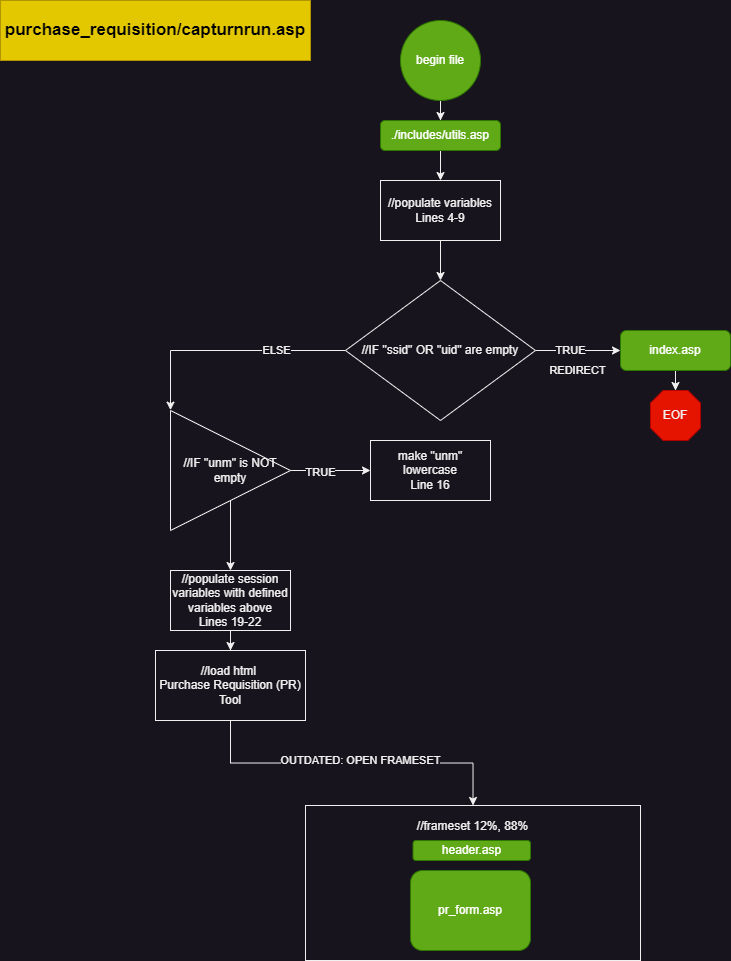 purchase_requisition/capturnrun.asp
begin file
./includes/utils.asp
//populate variables
Lines 4-9
//IF "ssid" OR "uid" are empty
ELSE
TRUE
REDIRECT
index.asp
EOF
//IF "unm" is NOT
empty
TRUE
make "unm"
lowercase
Line 16
//populate session
variables with defined
variables above
Lines 19-22
//load html
Purchase Requisition (PR)
Tool
OUTDATED: OPEN FRAMESET
//frameset 12%, 88%
header.asp
pr_form.asp